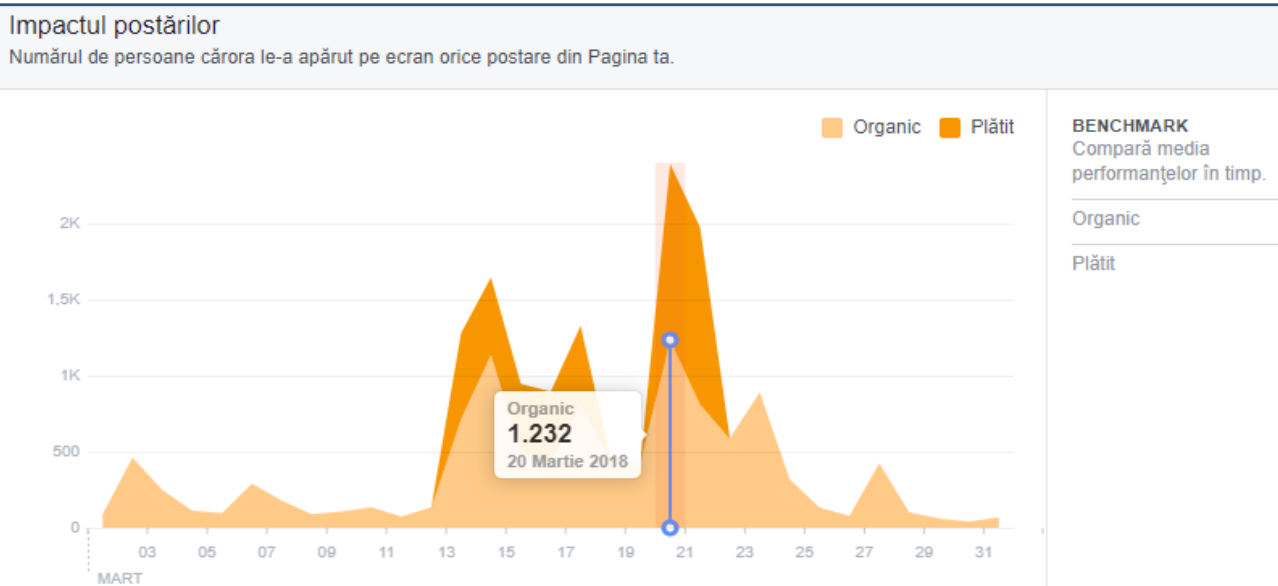 Impactul postărilor
Numărul de persoane cărora le-a apărut pe ecran orice postare din Pagina ta.
Organic Plătit
BENCHMARK
Compară media
performanţelor în timp.
Organic
Plătit
2K
1,5K
1K
500
0
Organic
1.232
20 Martie 2018
03 05 07 09 11 13 15 17 19 21 23 25 27 29 31
MART